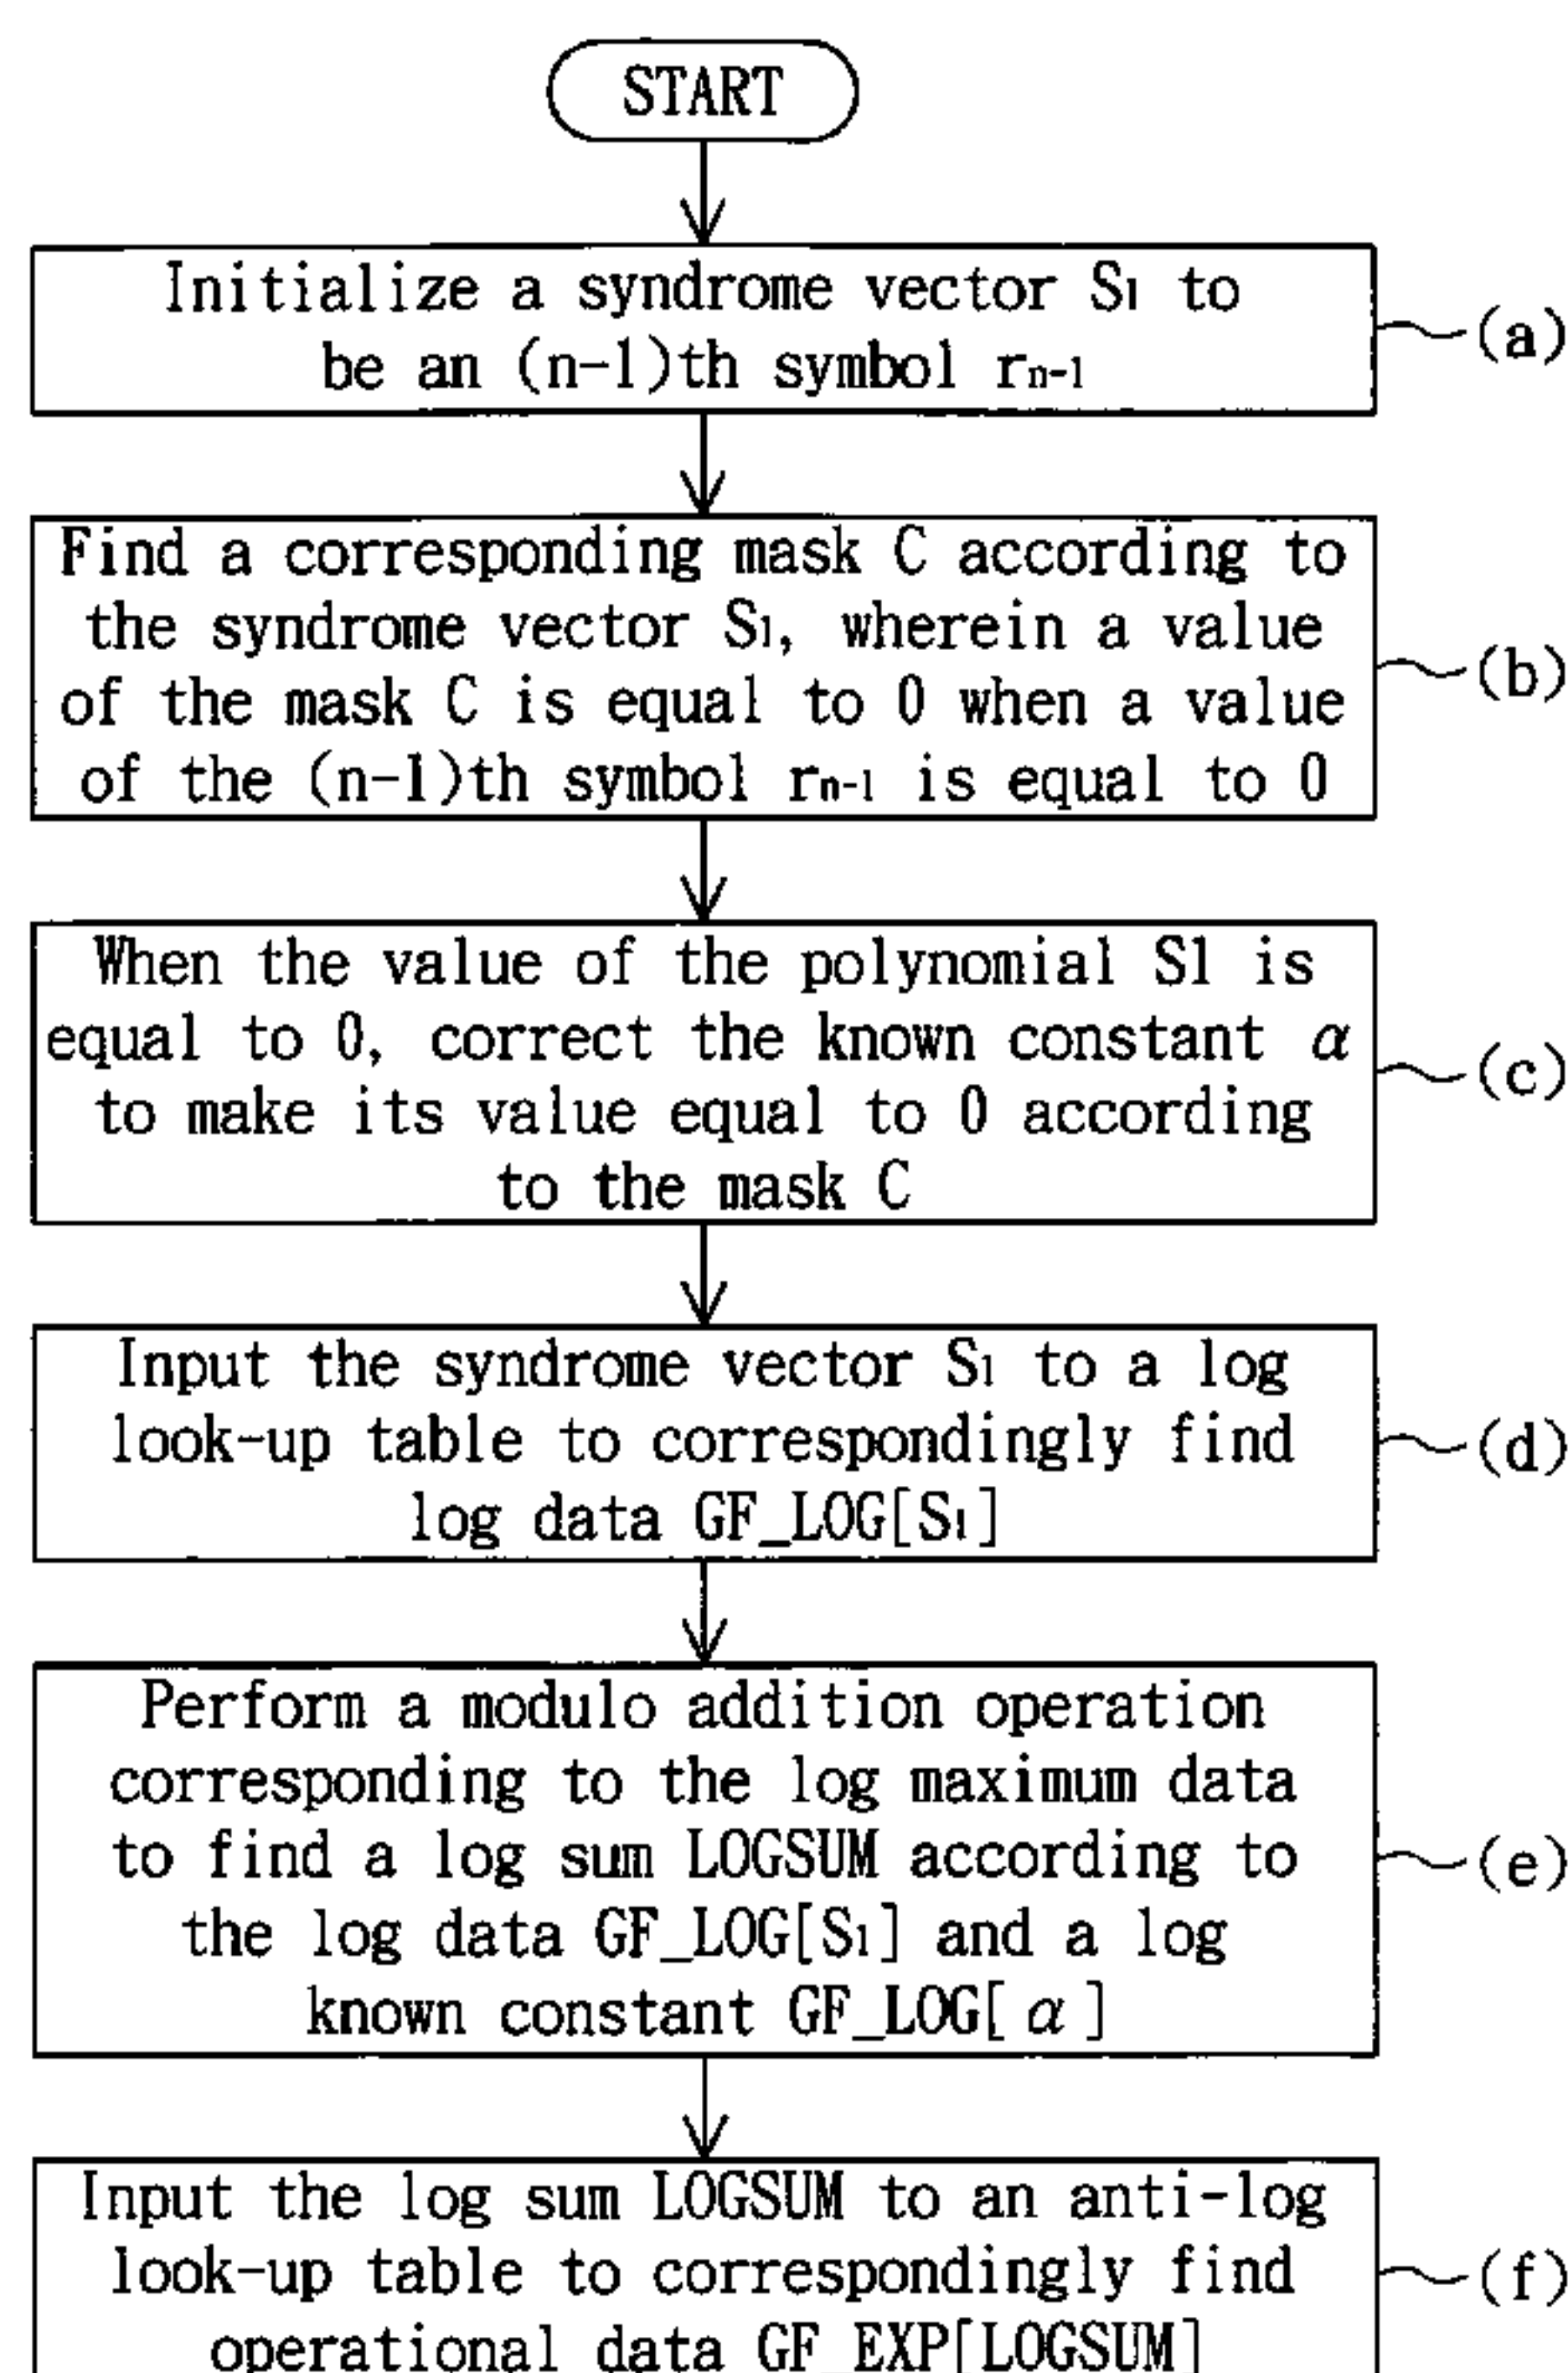 START
Initialize a syndrome vector S₁ to
be an (n-1)th symbol rₙ₋₁
(a)
Find a corresponding mask C according to
the syndrome vector S₁, wherein a value
of the mask C is equal to 0 when a value
of the (n-1)th symbol rₙ₋₁ is equal to 0
(b)
When the value of the polynomial S1 is
equal to 0, correct the known constant α
to make its value equal to 0 according
to the mask C
(c)
Input the syndrome vector S₁ to a log
look-up table to correspondingly find
log data GF_LOG[S₁]
(d)
Perform a modulo addition operation
corresponding to the log maximum data
to find a log sum LOGSUM according to
the log data GF_LOG[S₁] and a log
known constant GF_LOG[α]
(e)
Input the log sum LOGSUM to an anti-log
look-up table to correspondingly find
operational data GF_EXP[LOGSUM]
(f)